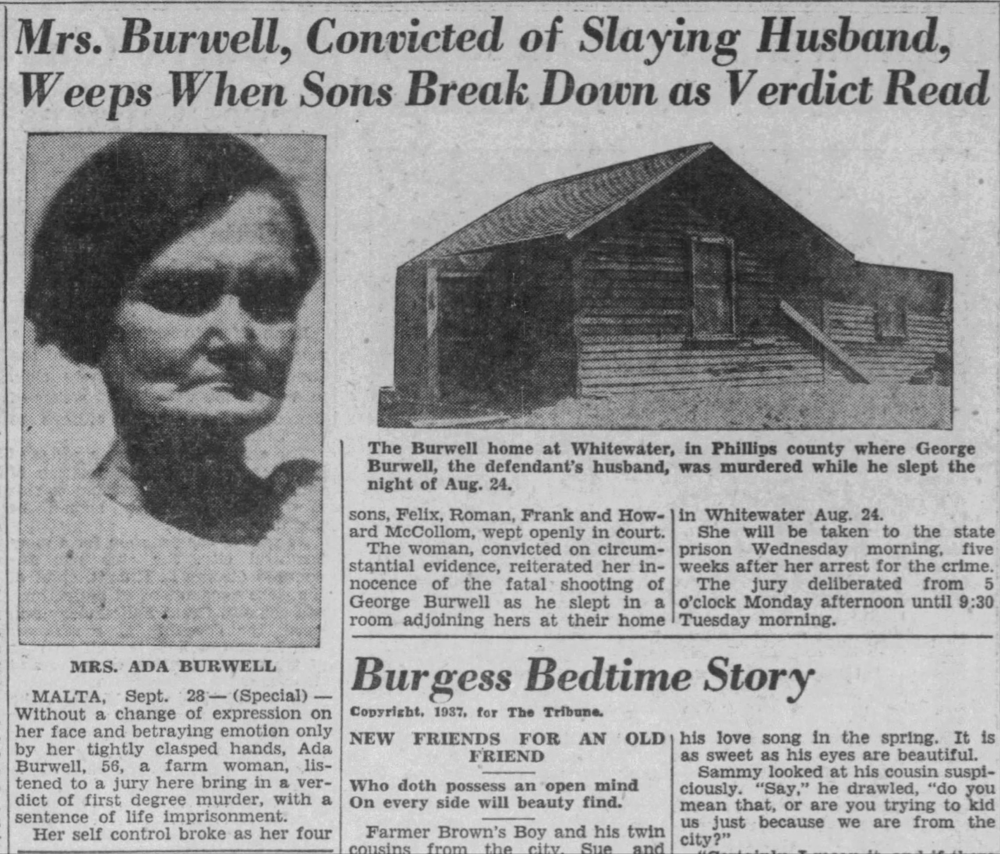 Mrs. Burwell, Convicted of Slaying Husband,
Weeps When Sons Break Down as Verdict Read
MRS. ADA BURWELL
MALTA, Sept. 28 — (Special) —
Without a change of expression on
her face and betraying emotion only
by her tightly clasped hands, Ada
Burwell, 56, a farm woman, lis-
tened to a jury here bring in a ver-
dict of first degree murder, with a
sentence of life imprisonment.
Her self control broke as her four
The Burwell home at Whitewater, in Phillips county where George
Burwell, the defendant's husband, was murdered while he slept the
night of Aug. 24.
sons, Felix, Roman, Frank and How-
ard McCollom, wept openly in court.
The woman, convicted on circum-
stantial evidence, reiterated her in-
nocence of the fatal shooting of
George Burwell as he slept in a
room adjoining hers at their home
in Whitewater Aug. 24.
She will be taken to the state
prison Wednesday morning, five
weeks after her arrest for the crime.
The jury deliberated from 5
o'clock Monday afternoon until 9:30
Tuesday morning.
Burgess Bedtime Story
Copyright, 1937, for The Tribune.
NEW FRIENDS FOR AN OLD
FRIEND
Who doth possess an open mind
On every side will beauty find.
Farmer Brown's Boy and his twin
cousins from the city, Sue and
his love song in the spring. It is
as sweet as his eyes are beautiful.
Sammy looked at his cousin suspi-
ciously. "Say," he drawled, "do you
mean that, or are you trying to kid
us just because we are from the
city?"